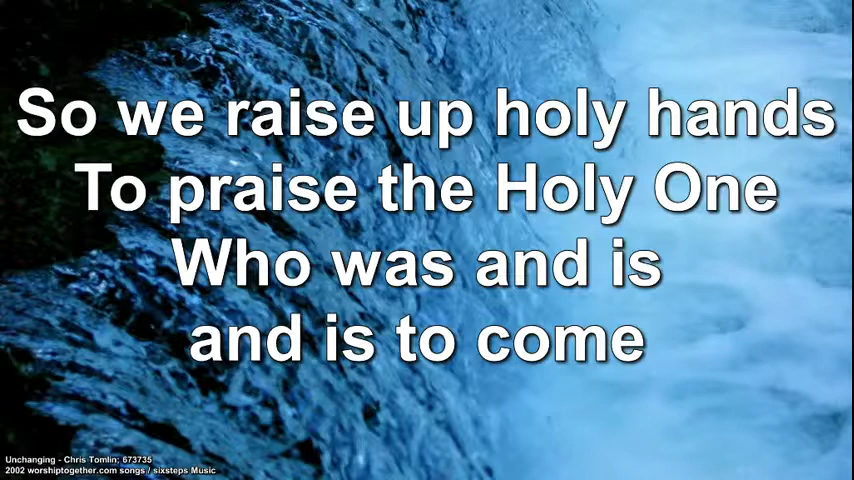 So we raise up holy hands
To praise the Holy One
Who was and is
and is to come
Unchanging - Chris Tomlin; 673735
2002 worshiptogether.com songs / sixsteps Music